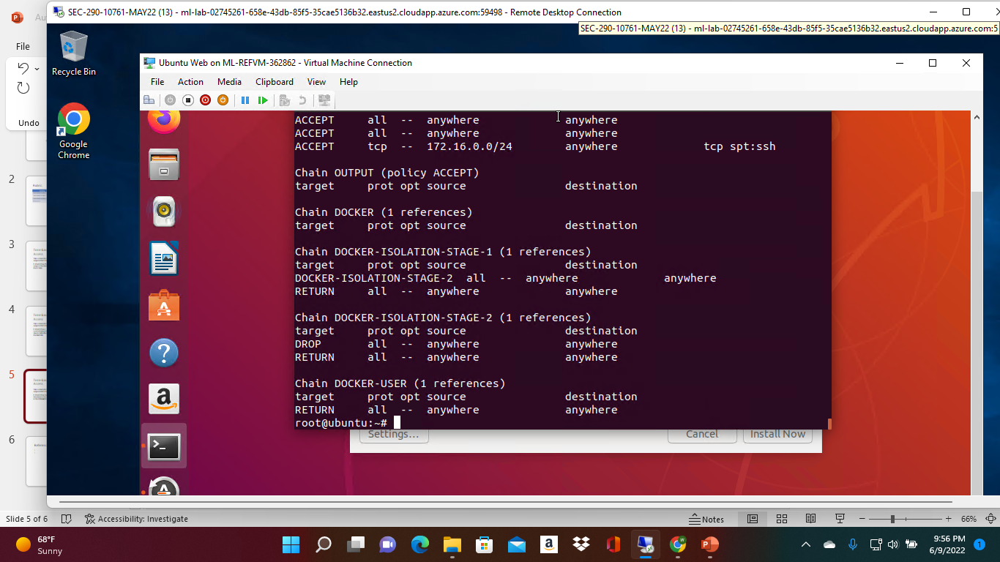 SEC-290-10761-MAY22 (13) - ml-lab-02745261-658e-43db-85f5-35cae5136b32.eastus2.cloudapp.azure.com:59498 - Remote Desktop Connection
SEC-290-10761-MAY22 (13) - ml-lab-02745261-658e-43db-85f5-35cae5136b32.eastus2.cloudapp.azure.com:5
File
Undo
2
3
4
5
6
Recycle Bin
Google
Chrome
Ubuntu Web on ML-REFVM-362862 - Virtual Machine Connection
File Action Media Clipboard View Help
ACCEPT all -- anywhere anywhere
ACCEPT all -- anywhere anywhere
ACCEPT tcp -- 172.16.0.0/24 anywhere tcp spt:ssh
Chain OUTPUT (policy ACCEPT)
target prot opt source destination
Chain DOCKER (1 references)
target prot opt source destination
Chain DOCKER-ISOLATION-STAGE-1 (1 references)
target prot opt source destination
DOCKER-ISOLATION-STAGE-2 all -- anywhere anywhere
RETURN all -- anywhere anywhere
Chain DOCKER-ISOLATION-STAGE-2 (1 references)
target prot opt source destination
DROP all -- anywhere anywhere
RETURN all -- anywhere anywhere
Chain DOCKER-USER (1 references)
target prot opt source destination
RETURN all -- anywhere anywhere
root@ubuntu:~#
Settings... Cancel Install Now
Slide 5 of 6 Accessibility: Investigate Notes 66%
68°F
Sunny
9:56 PM
6/9/2022
1